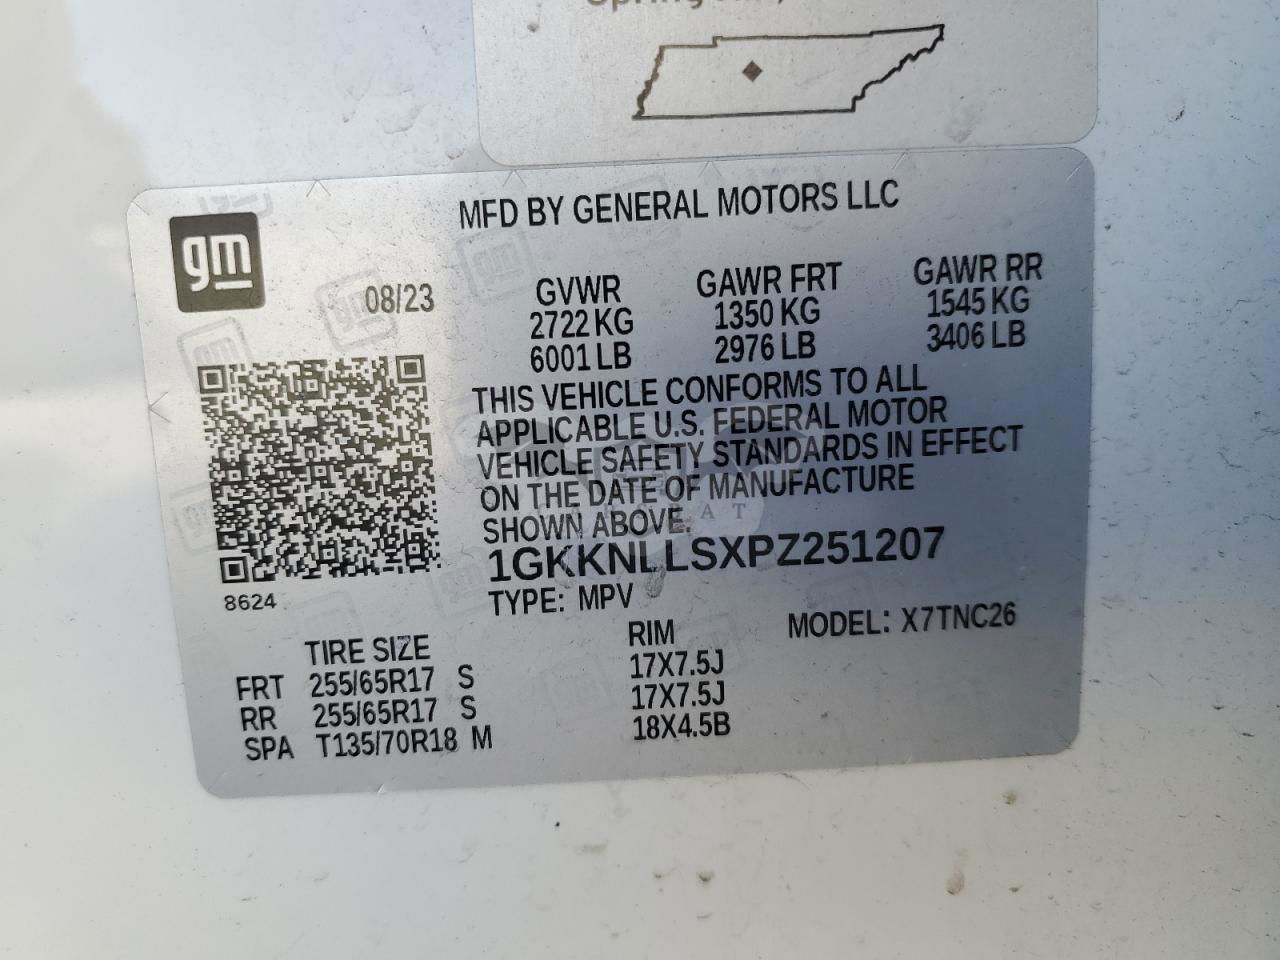 Spring Hill,
MFD BY GENERAL MOTORS LLC
gm
08/23
GVWR GAWR FRT GAWR RR
2722 KG 1350 KG 1545 KG
6001 LB 2976 LB 3406 LB
THIS VEHICLE CONFORMS TO ALL
APPLICABLE U.S. FEDERAL MOTOR
VEHICLE SAFETY STANDARDS IN EFFECT
ON THE DATE OF MANUFACTURE
SHOWN ABOVE.
1GKKNLLSXPZ251207
TYPE: MPV
8624
MODEL: X7TNC26
TIRE SIZE RIM
FRT 255/65R17 S 17X7.5J
RR 255/65R17 S 17X7.5J
SPA T135/70R18 M 18X4.5B